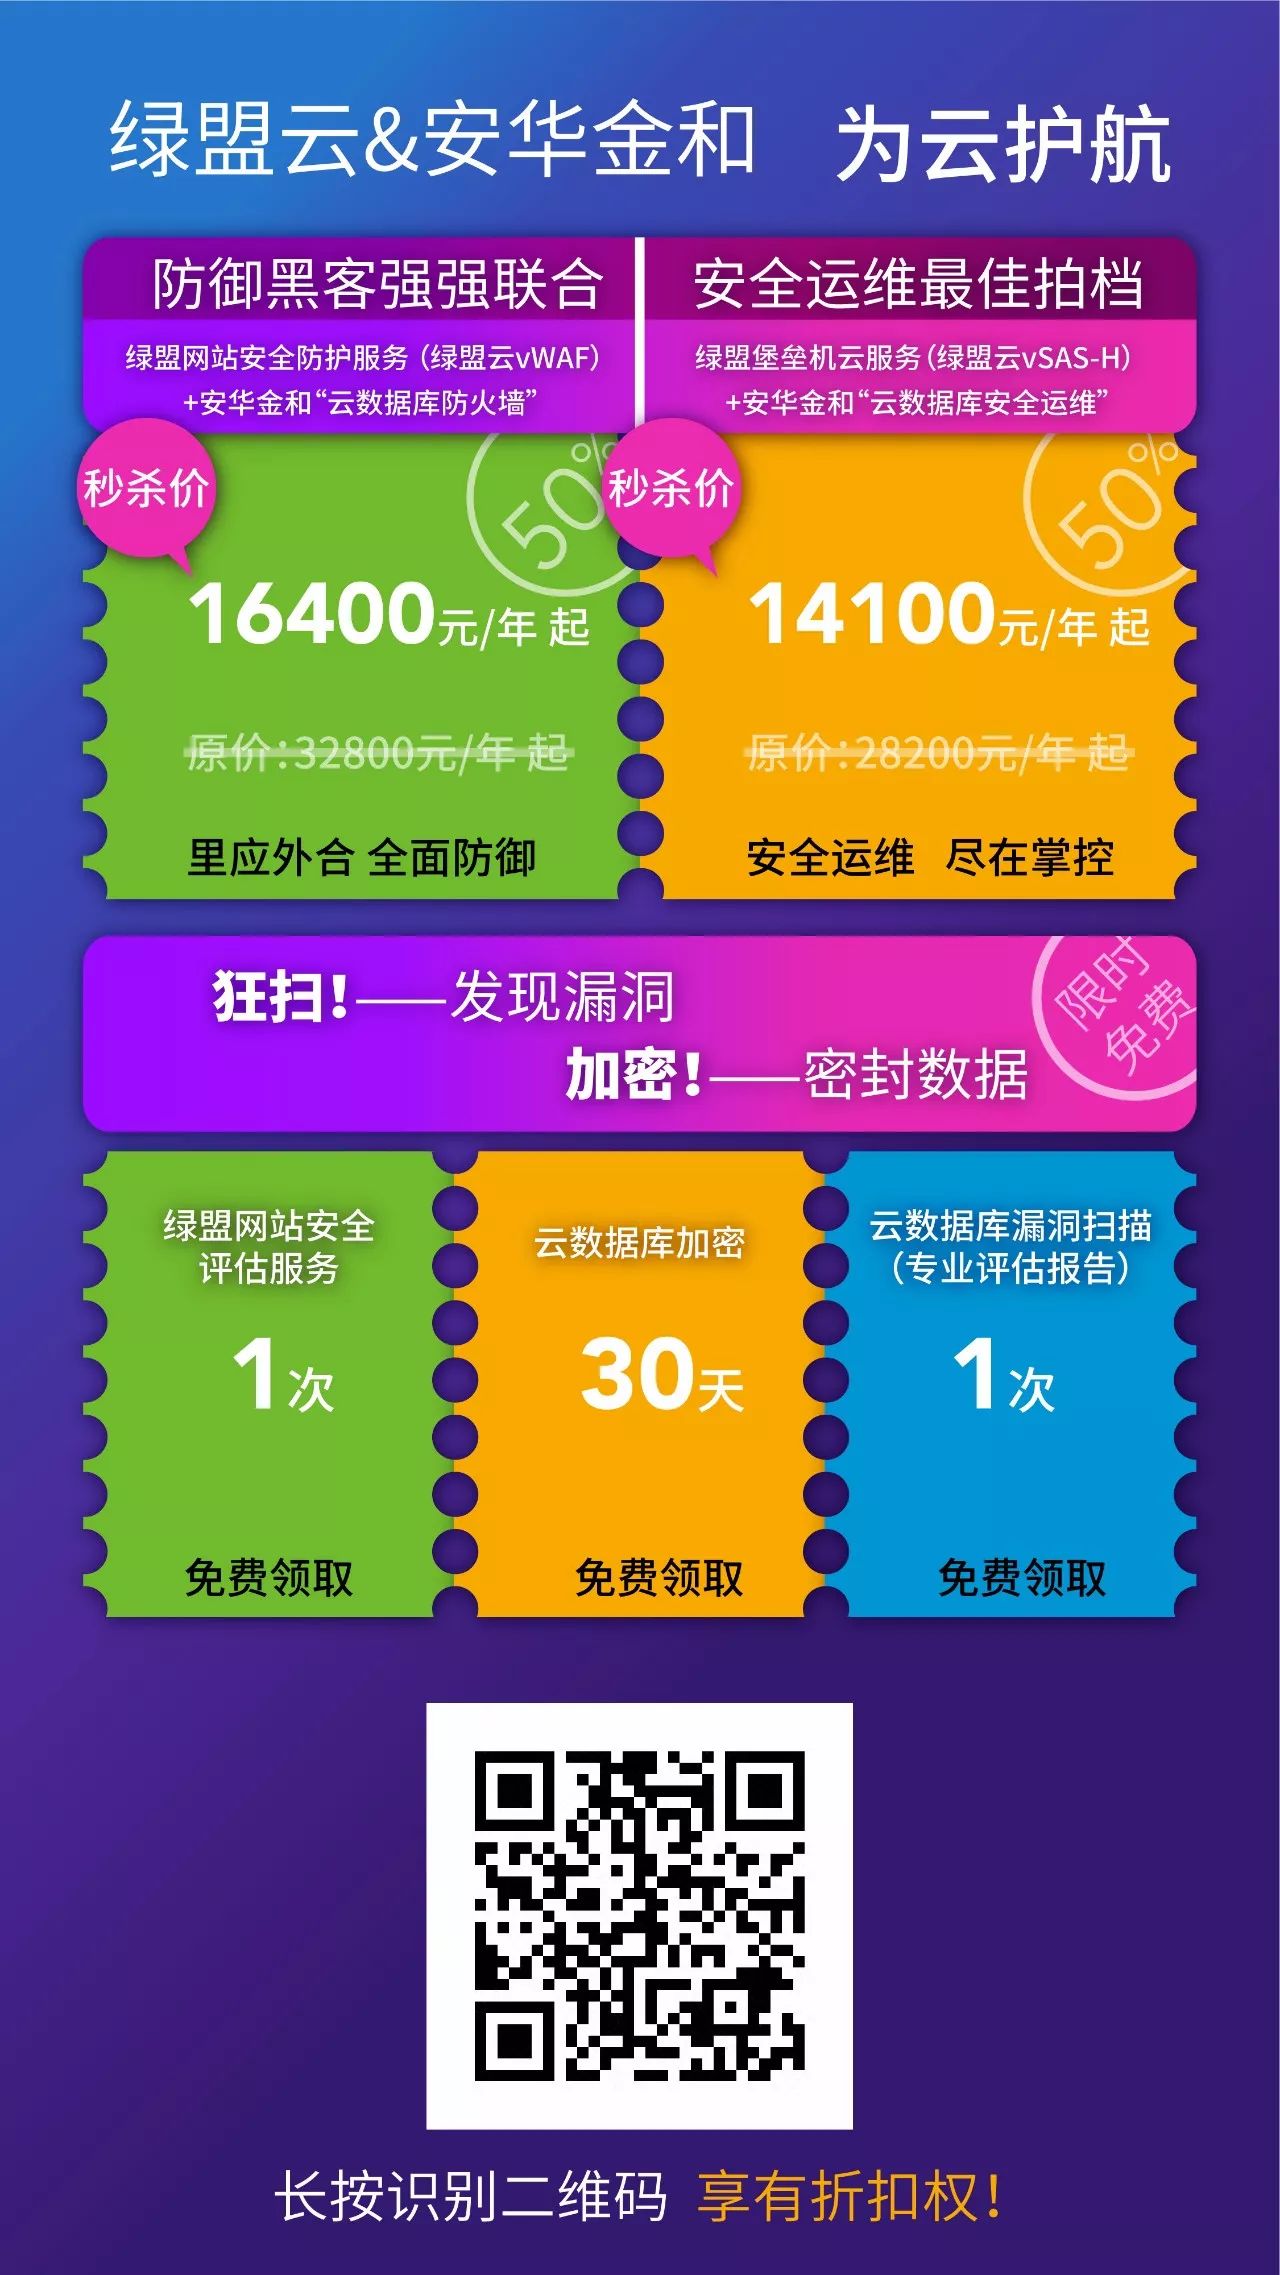 绿盟云&安华金和 为云护航
防御黑客强强联合
绿盟网站安全防护服务（绿盟云vWAF）
+安华金和“云数据库防火墙”
安全运维最佳拍档
绿盟堡垒机云服务（绿盟云vSAS-H）
+安华金和“云数据库安全运维”
秒杀价
50%
16400元/年 起
原价：32800元/年 起
里应外合 全面防御
秒杀价
50%
14100元/年 起
原价：28200元/年 起
安全运维 尽在掌控
狂扫！——发现漏洞
加密！——密封数据
限时
免费
绿盟网站安全
评估服务
1次
免费领取
云数据库加密
30天
免费领取
云数据库漏洞扫描
（专业评估报告）
1次
免费领取
长按识别二维码 享有折扣权！